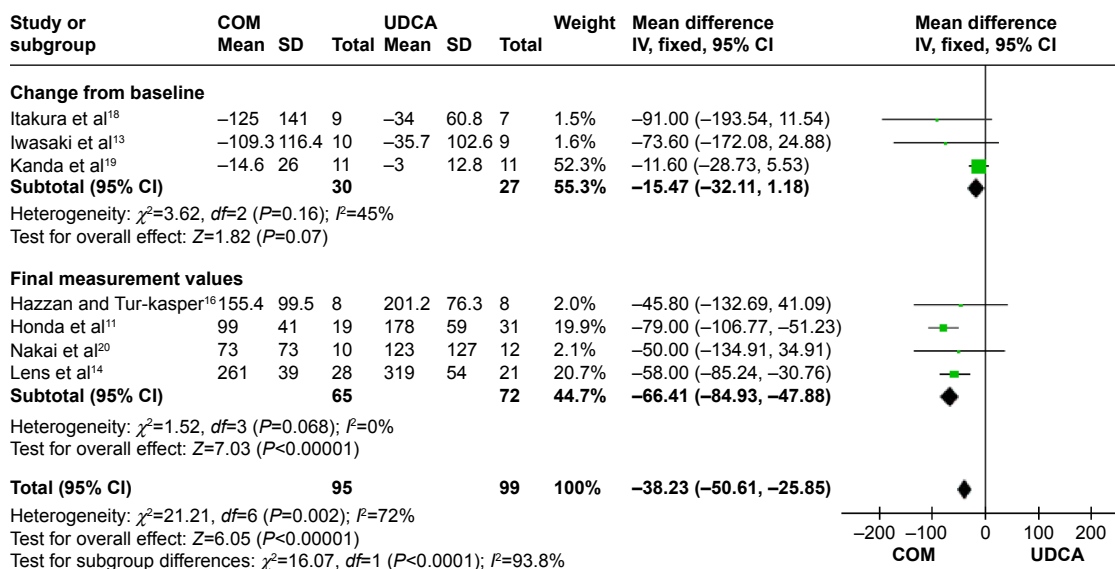 Study or subgroup COM UDCA Weight Mean difference IV, fixed, 95% CI Mean difference IV, fixed, 95% CI
Mean SD Total Mean SD Total
Change from baseline
Itakura et al18 –125 141 9 –34 60.8 7 1.5% –91.00 (–193.54, 11.54)
Iwasaki et al13 –109.3 116.4 10 –35.7 102.6 9 1.6% –73.60 (–172.08, 24.88)
Kanda et al19 –14.6 26 11 –3 12.8 11 52.3% –11.60 (–28.73, 5.53)
Subtotal (95% CI) 30 27 55.3% –15.47 (–32.11, 1.18)
Heterogeneity: χ2=3.62, df=2 (P=0.16); I2=45%
Test for overall effect: Z=1.82 (P=0.07)
Final measurement values
Hazzan and Tur-kasper16 155.4 99.5 8 201.2 76.3 8 2.0% –45.80 (–132.69, 41.09)
Honda et al11 99 41 19 178 59 31 19.9% –79.00 (–106.77, –51.23)
Nakai et al20 73 73 10 123 127 12 2.1% –50.00 (–134.91, 34.91)
Lens et al14 261 39 28 319 54 21 20.7% –58.00 (–85.24, –30.76)
Subtotal (95% CI) 65 72 44.7% –66.41 (–84.93, –47.88)
Heterogeneity: χ2=1.52, df=3 (P=0.068); I2=0%
Test for overall effect: Z=7.03 (P<0.00001)
Total (95% CI) 95 99 100% –38.23 (–50.61, –25.85)
Heterogeneity: χ2=21.21, df=6 (P=0.002); I2=72%
Test for overall effect: Z=6.05 (P<0.00001)
Test for subgroup differences: χ2=16.07, df=1 (P<0.0001); I2=93.8%
–200 –100 0 100 200
COM UDCA